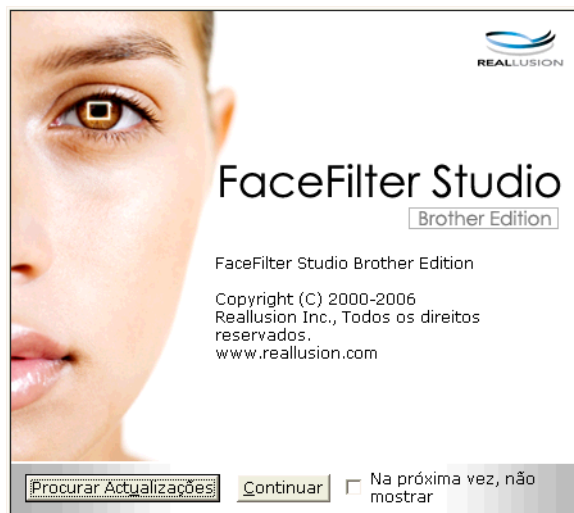 REALLUSION
FaceFilter Studio
Brother Edition
FaceFilter Studio Brother Edition
Copyright (C) 2000-2006
Reallusion Inc., Todos os direitos
reservados.
www.reallusion.com
Procurar Actualizações
Continuar
Na próxima vez, não
mostrar